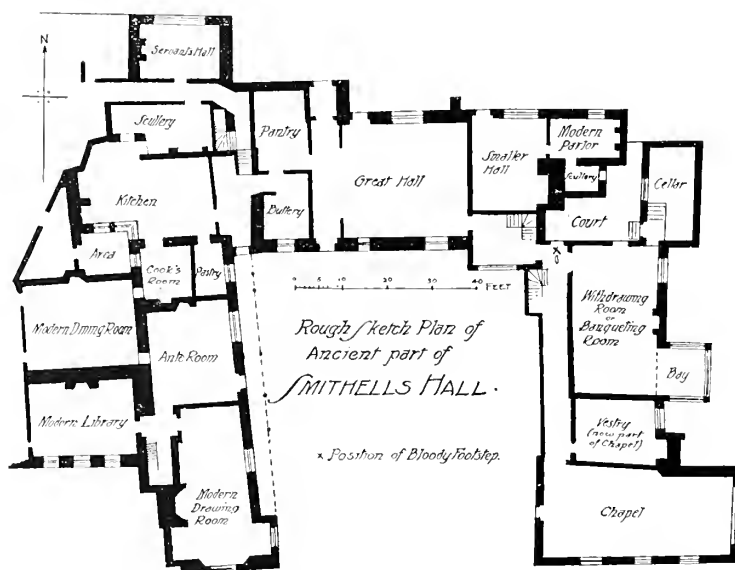 N
Servants Hall
Scullery
Pantry
Kitchen
Buttery
Great Hall
Smaller
Hall
Modern
Parlor
Scullery
Cellar
Court
Area
Cook's
Room
Pantry
Modern Dining Room
Ante Room
Modern Library
Modern
Drawing
Room
0 5 10 20 30 40
FEET
Rough Sketch Plan of
Ancient part of
SMITHELLS HALL.
x Position of Bloody Footstep.
x
Withdrawing
Room
or
Banqueting
Room
Bay
Vestry
(now part
of Chapel)
Chapel